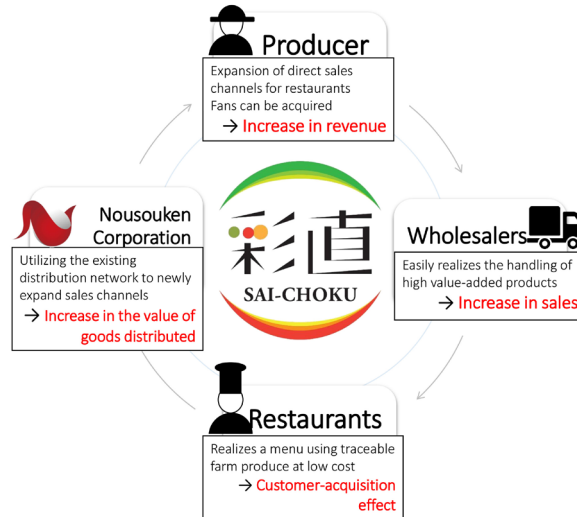 Producer
Expansion of direct sales
channels for restaurants
Fans can be acquired
→ Increase in revenue
Nousouken
Corporation
Utilizing the existing
distribution network to newly
expand sales channels
→ Increase in the value of
goods distributed
彩直
SAI-CHOKU
Wholesalers
Easily realizes the handling of
high value-added products
→ Increase in sales
Restaurants
Realizes a menu using traceable
farm produce at low cost
→ Customer-acquisition
effect